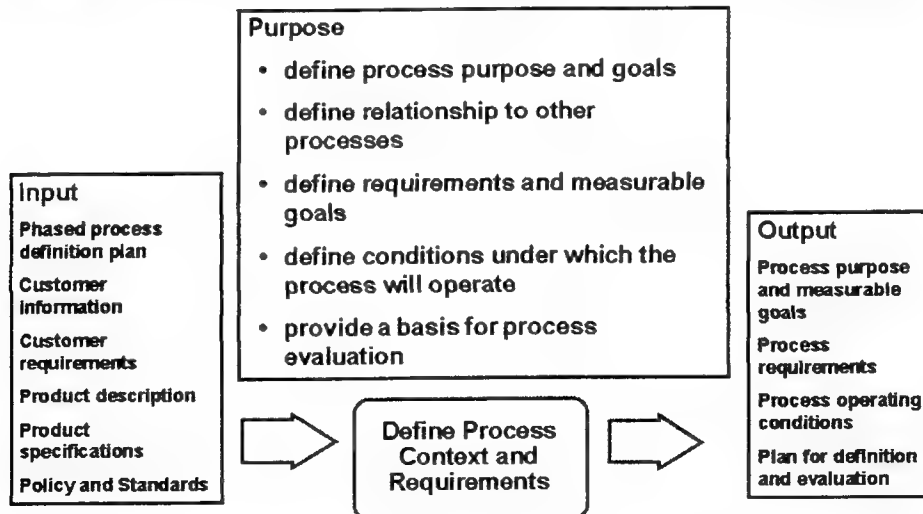 Purpose
• define process purpose and goals
• define relationship to other
processes
• define requirements and measurable
goals
• define conditions under which the
process will operate
• provide a basis for process
evaluation
Input
Phased process
definition plan
Customer
information
Customer
requirements
Product description
Product
specifications
Policy and Standards
Define Process
Context and
Requirements
Output
Process purpose
and measurable
goals
Process
requirements
Process operating
conditions
Plan for definition
and evaluation